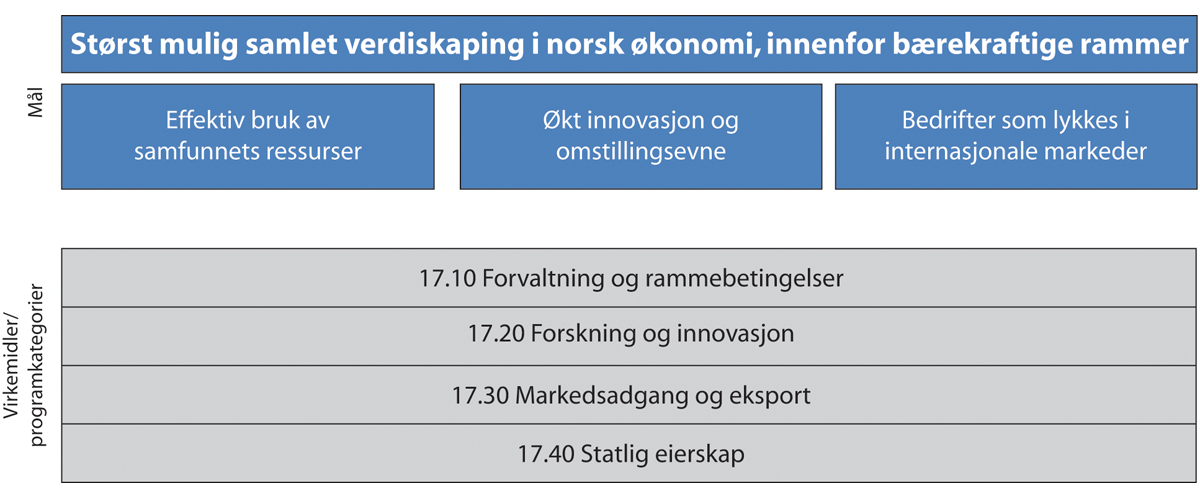 Størst mulig samlet verdiskaping i norsk økonomi, innenfor bærekraftige rammer
Mål
Effektiv bruk av
samfunnets ressurser
Økt innovasjon og
omstillingsevne
Bedrifter som lykkes i
internasjonale markeder
Virkemidler/
programkategorier
17.10 Forvaltning og rammebetingelser
17.20 Forskning og innovasjon
17.30 Markedsadgang og eksport
17.40 Statlig eierskap